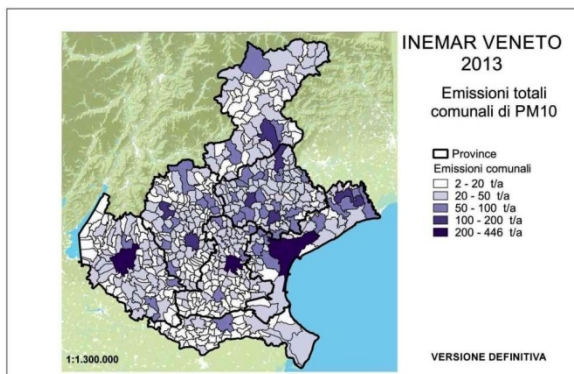 INEMAR VENETO
2013
Emissioni totali
comunali di PM10
Province
Emissioni comunali
2 - 20 t/a
20 - 50 t/a
50 - 100 t/a
100 - 200 t/a
200 - 446 t/a
1:1.300.000
VERSIONE DEFINITIVA